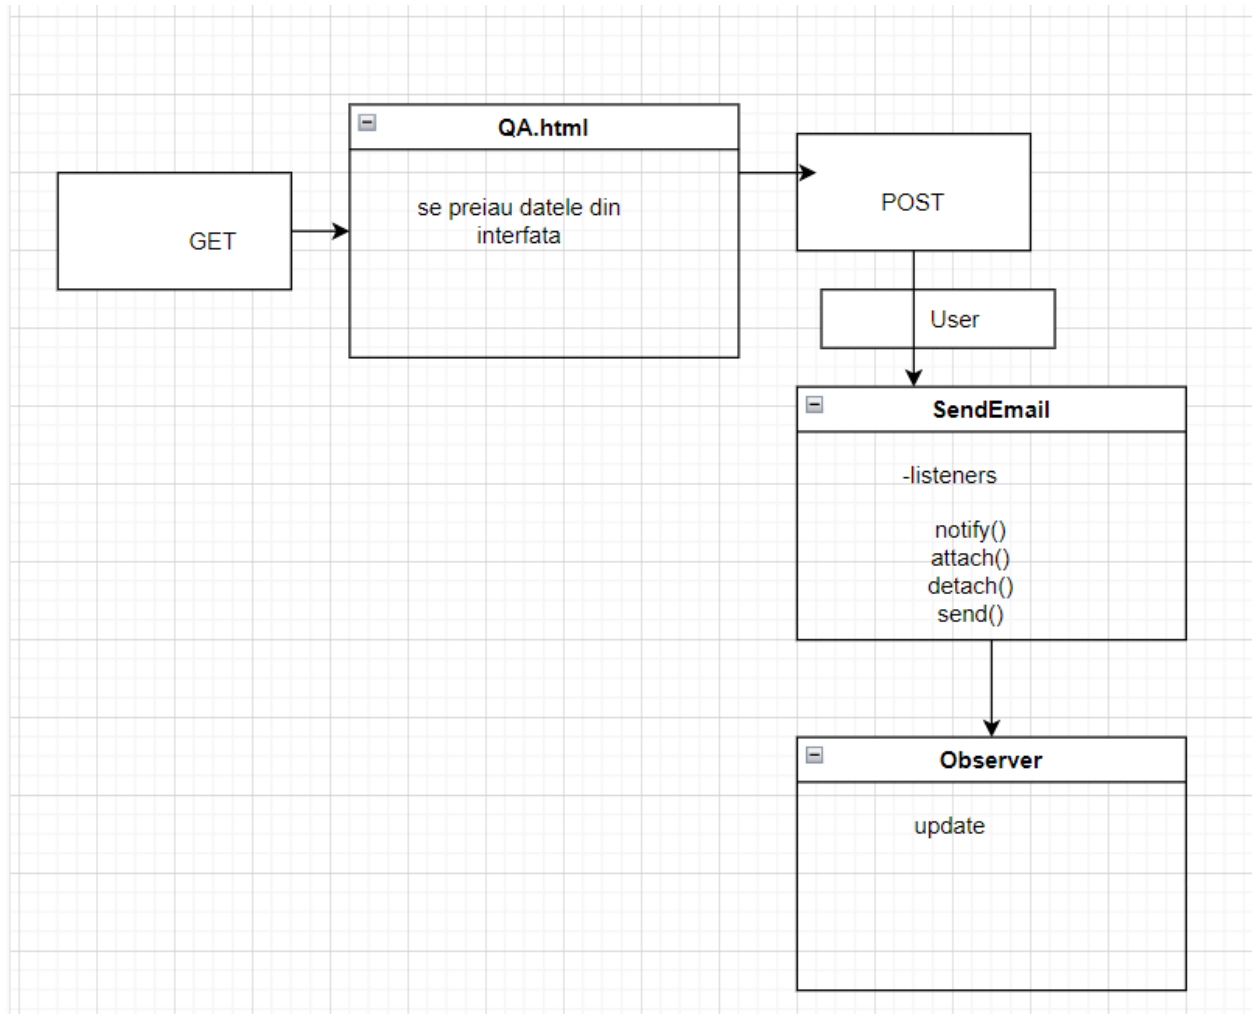 GET
QA.html
se preiau datele din
interfata
POST
User
SendEmail
-listeners
notify()
attach()
detach()
send()
Observer
update